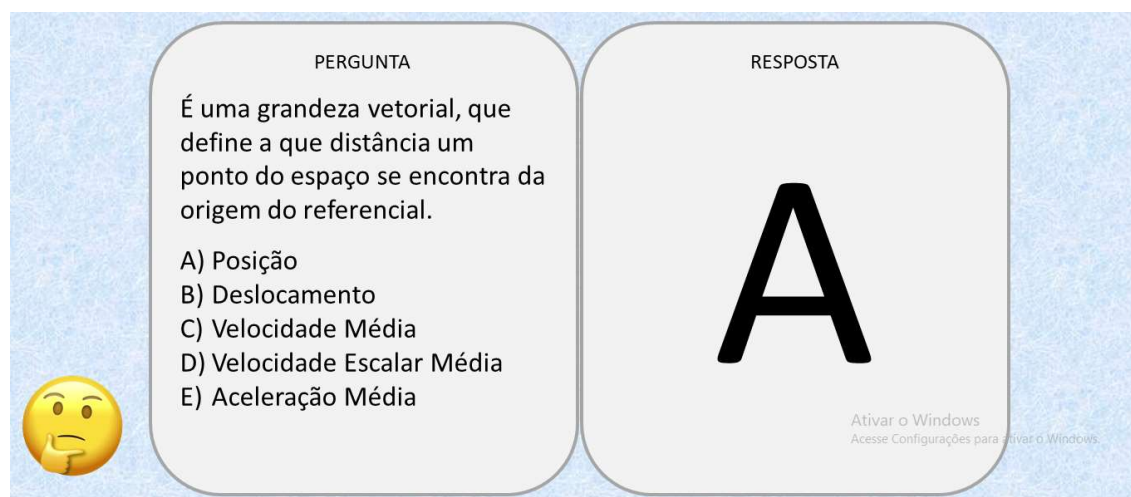 PERGUNTA
É uma grandeza vetorial, que
define a que distância um
ponto do espaço se encontra da
origem do referencial.
A) Posição
B) Deslocamento
C) Velocidade Média
D) Velocidade Escalar Média
E) Aceleração Média
RESPOSTA
A
Ativar o Windows
Acesse Configurações para ativar o Windows.